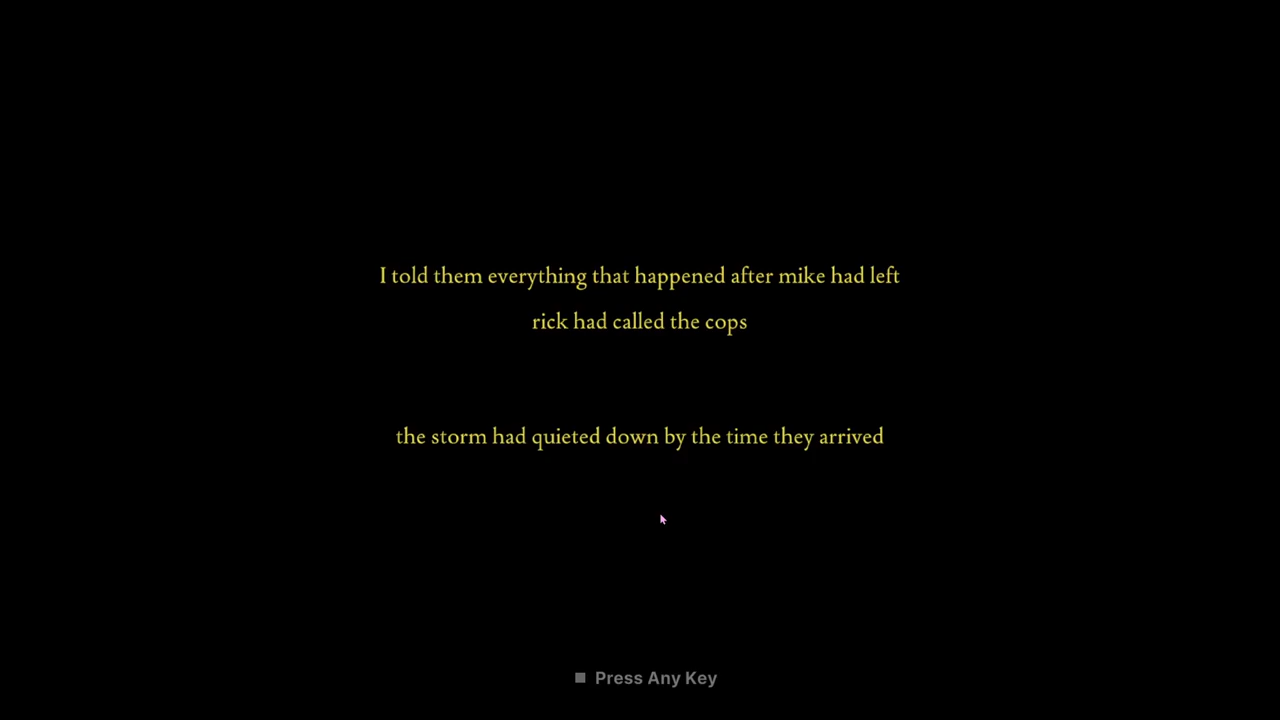 I told them everything that happened after mike had left
rick had called the cops
the storm had quieted down by the time they arrived
Press Any Key